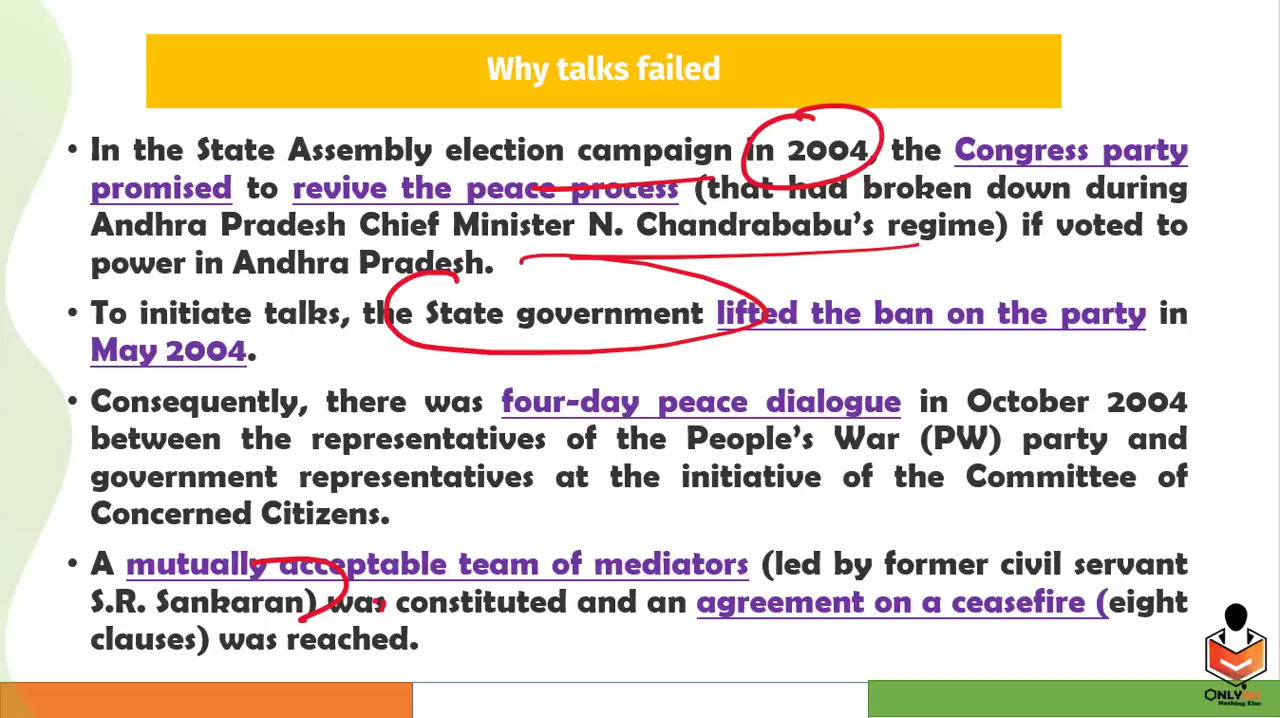 Why talks failed
• In the State Assembly election campaign in 2004, the Congress party
promised to revive the peace process (that had broken down during
Andhra Pradesh Chief Minister N. Chandrababu's regime) if voted to
power in Andhra Pradesh.
• To initiate talks, the State government lifted the ban on the party in
May 2004.
• Consequently, there was four-day peace dialogue in October 2004
between the representatives of the People's War (PW) party and
government representatives at the initiative of the Committee of
Concerned Citizens.
• A mutually acceptable team of mediators (led by former civil servant
S.R. Sankaran) was constituted and an agreement on a ceasefire (eight
clauses) was reached.
ONLY
Nothing Else